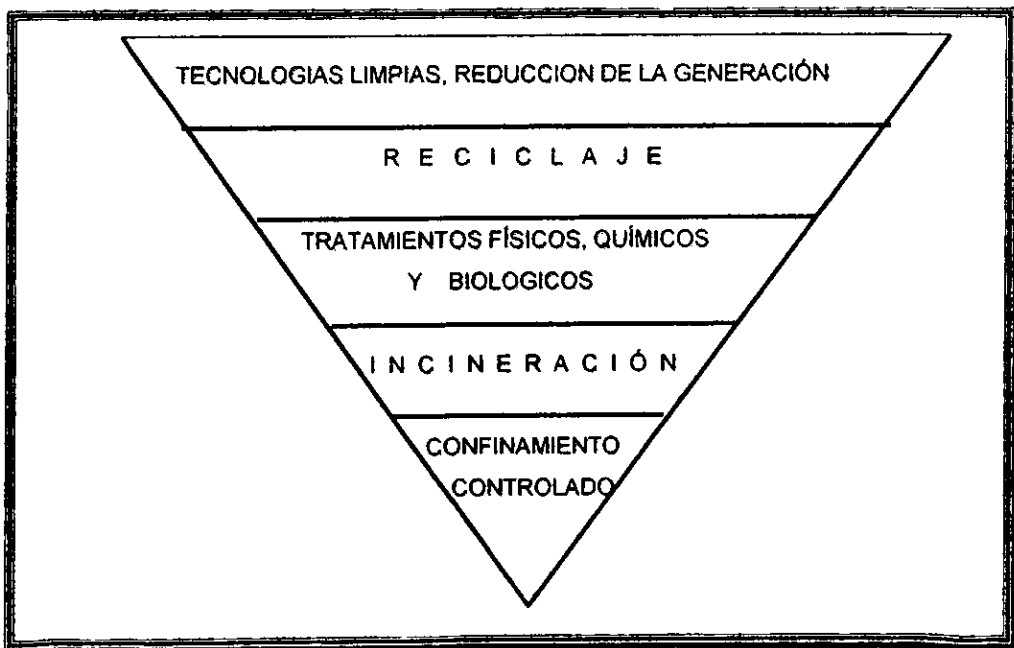 TECNOLOGIAS LIMPIAS, REDUCCION DE LA GENERACIÓN
R E C I C L A J E
TRATAMIENTOS FÍSICOS, QUÍMICOS
Y BIOLOGICOS
I N C I N E R A C I Ó N
CONFINAMIENTO
CONTROLADO